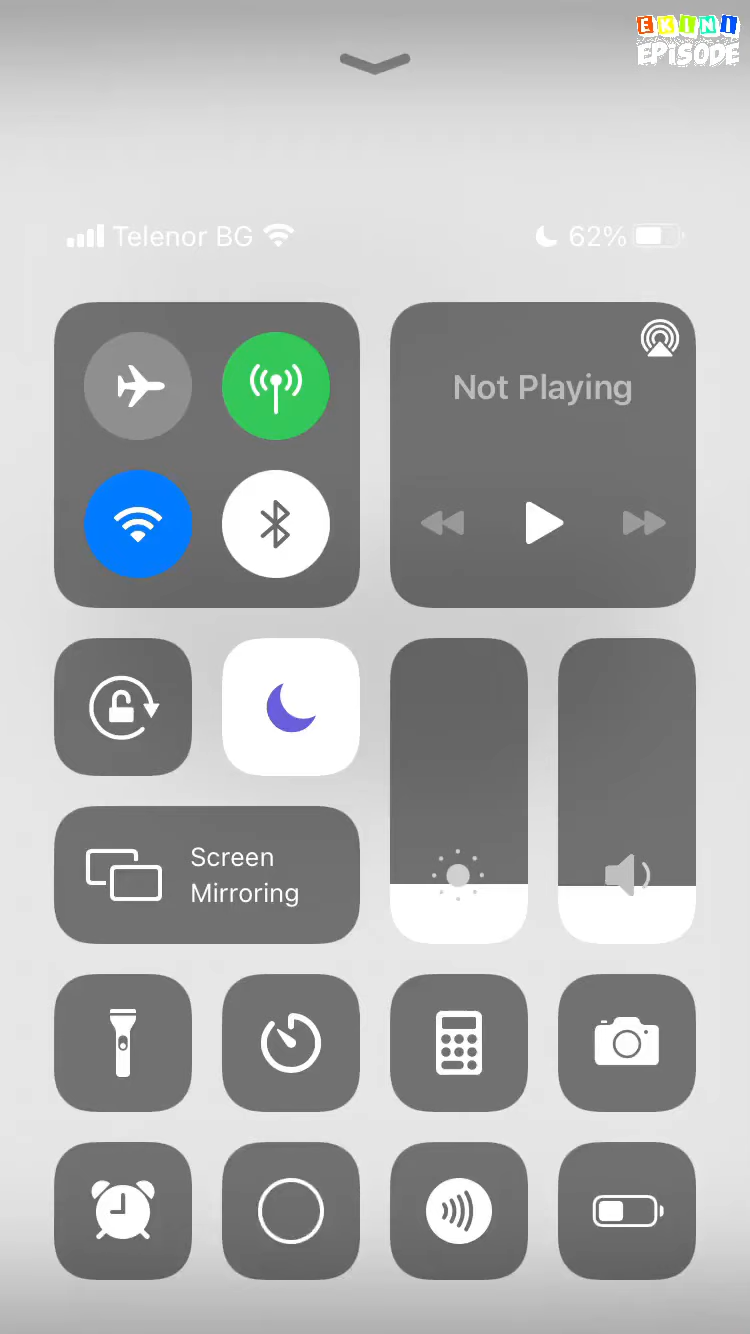 EKINI
EPISODE
Telenor BG
62%
Not Playing
Screen
Mirroring